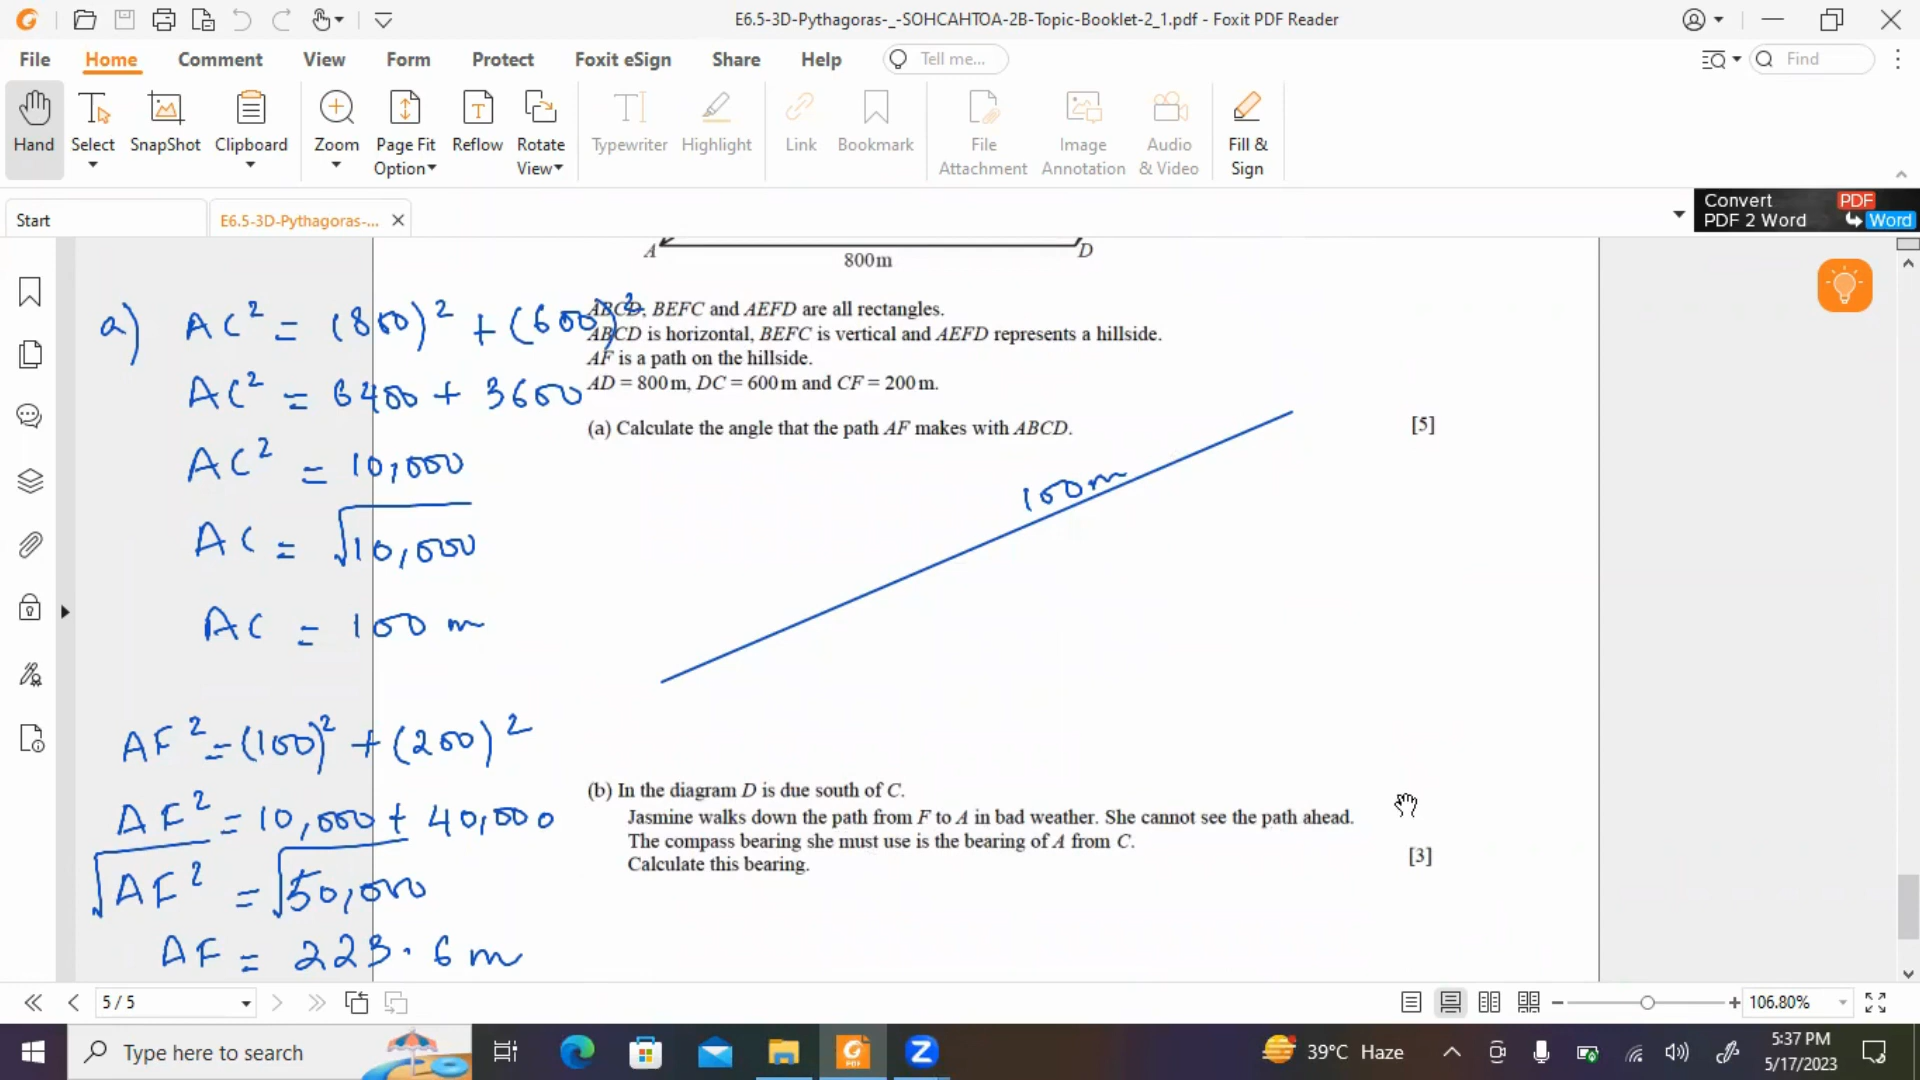 E6.5-3D-Pythagoras-_-SOHCAHTOA-2B-Topic-Booklet-2_1.pdf - Foxit PDF Reader
File Home Comment View Form Protect Foxit eSign Share Help Tell me... Find
Hand Select SnapShot Clipboard Zoom Page Fit Option Reflow Rotate View Typewriter Highlight Link Bookmark File Attachment Image Annotation Audio & Video Fill & Sign
Start E6.5-3D-Pythagoras-... Convert PDF 2 Word PDF Word
A D
800m
ABCD, BEFC and AEFD are all rectangles.
ABCD is horizontal, BEFC is vertical and AEFD represents a hillside.
AF is a path on the hillside.
AD = 800m, DC = 600m and CF = 200m.
(a) Calculate the angle that the path AF makes with ABCD. [5]
a) AC² = (800)² + (600)²
AC² = 6400 + 3600
AC² = 10,000
AC = √10,000
AC = 100 m
100m
AF² = (100)² + (200)²
AF² = 10,000 + 40,000
√AF² = √50,000
AF = 223.6 m
(b) In the diagram D is due south of C.
Jasmine walks down the path from F to A in bad weather. She cannot see the path ahead.
The compass bearing she must use is the bearing of A from C.
Calculate this bearing. [3]
5 / 5 106.80%
Type here to search 39°C Haze 5:37 PM
5/17/2023